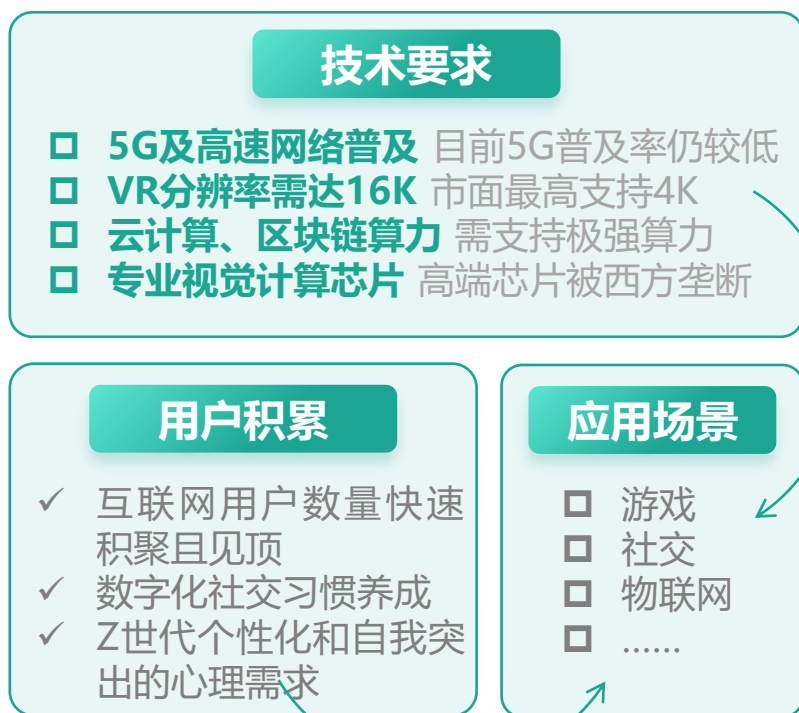 技术要求
5G及高速网络普及 目前5G普及率仍较低
VR分辨率需达16K 市面最高支持4K
云计算、区块链算力 需支持极强算力
专业视觉计算芯片 高端芯片被西方垄断
用户积累
互联网用户数量快速
积聚且见顶
数字化社交习惯养成
Z世代个性化和自我突
出的心理需求
应用场景
游戏
社交
物联网
......